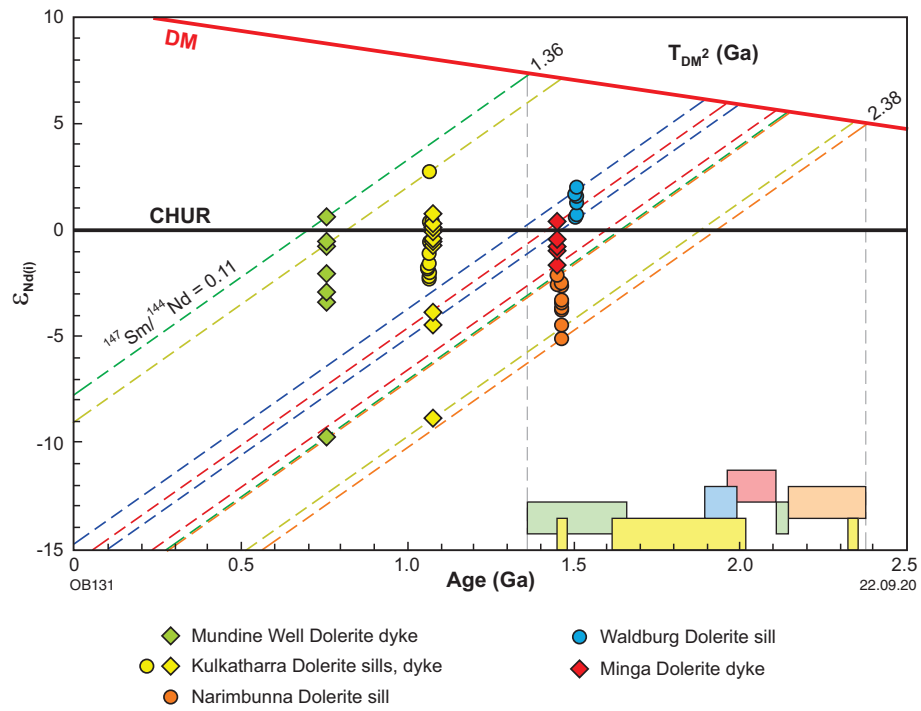 10
5
0
-5
-10
-15
εNd(i)
DM
1.36
TDM² (Ga)
2.38
CHUR
¹⁴⁷Sm/¹⁴⁴Nd = 0.11
0
0.5
1.0
1.5
2.0
2.5
OB131
Age (Ga)
22.09.20
Mundine Well Dolerite dyke
Kulkatharra Dolerite sills, dyke
Narimbunna Dolerite sill
Waldburg Dolerite sill
Minga Dolerite dyke